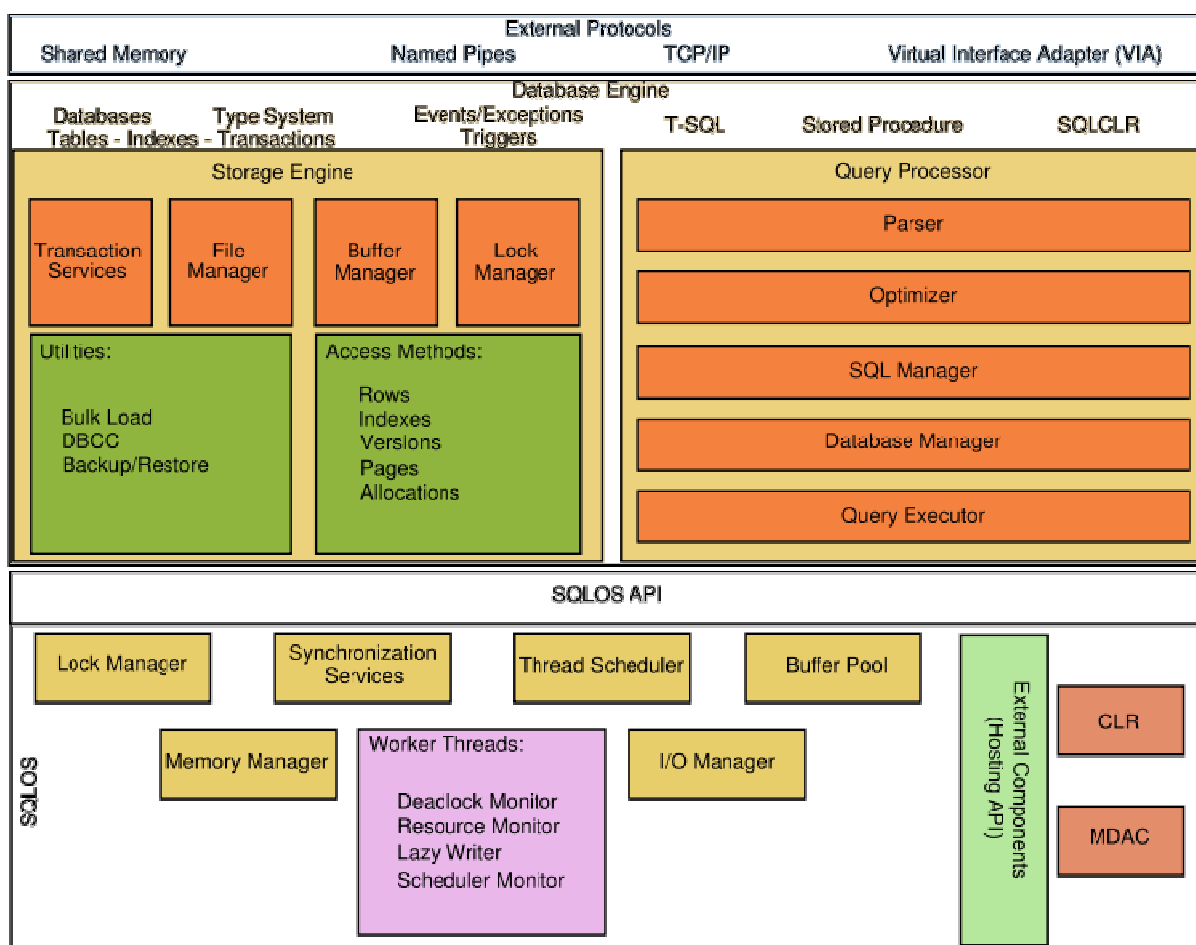 External Protocols
Shared Memory
Named Pipes
TCP/IP
Virtual Interface Adapter (VIA)
Database Engine
Databases
Type System
Tables - Indexes - Transactions
Events/Exceptions
Triggers
T-SQL
Stored Procedure
SQLCLR
Storage Engine
Transaction
Services
File
Manager
Buffer
Manager
Lock
Manager
Utilities:
Bulk Load
DBCC
Backup/Restore
Access Methods:
Rows
Indexes
Versions
Pages
Allocations
Query Processor
Parser
Optimizer
SQL Manager
Database Manager
Query Executor
SQLOS API
SQLOS
Lock Manager
Synchronization
Services
Thread Scheduler
Buffer Pool
Memory Manager
Worker Threads:
Deaclock Monitor
Resource Monitor
Lazy Writer
Scheduler Monitor
I/O Manager
External Components
(Hosting API)
CLR
MDAC